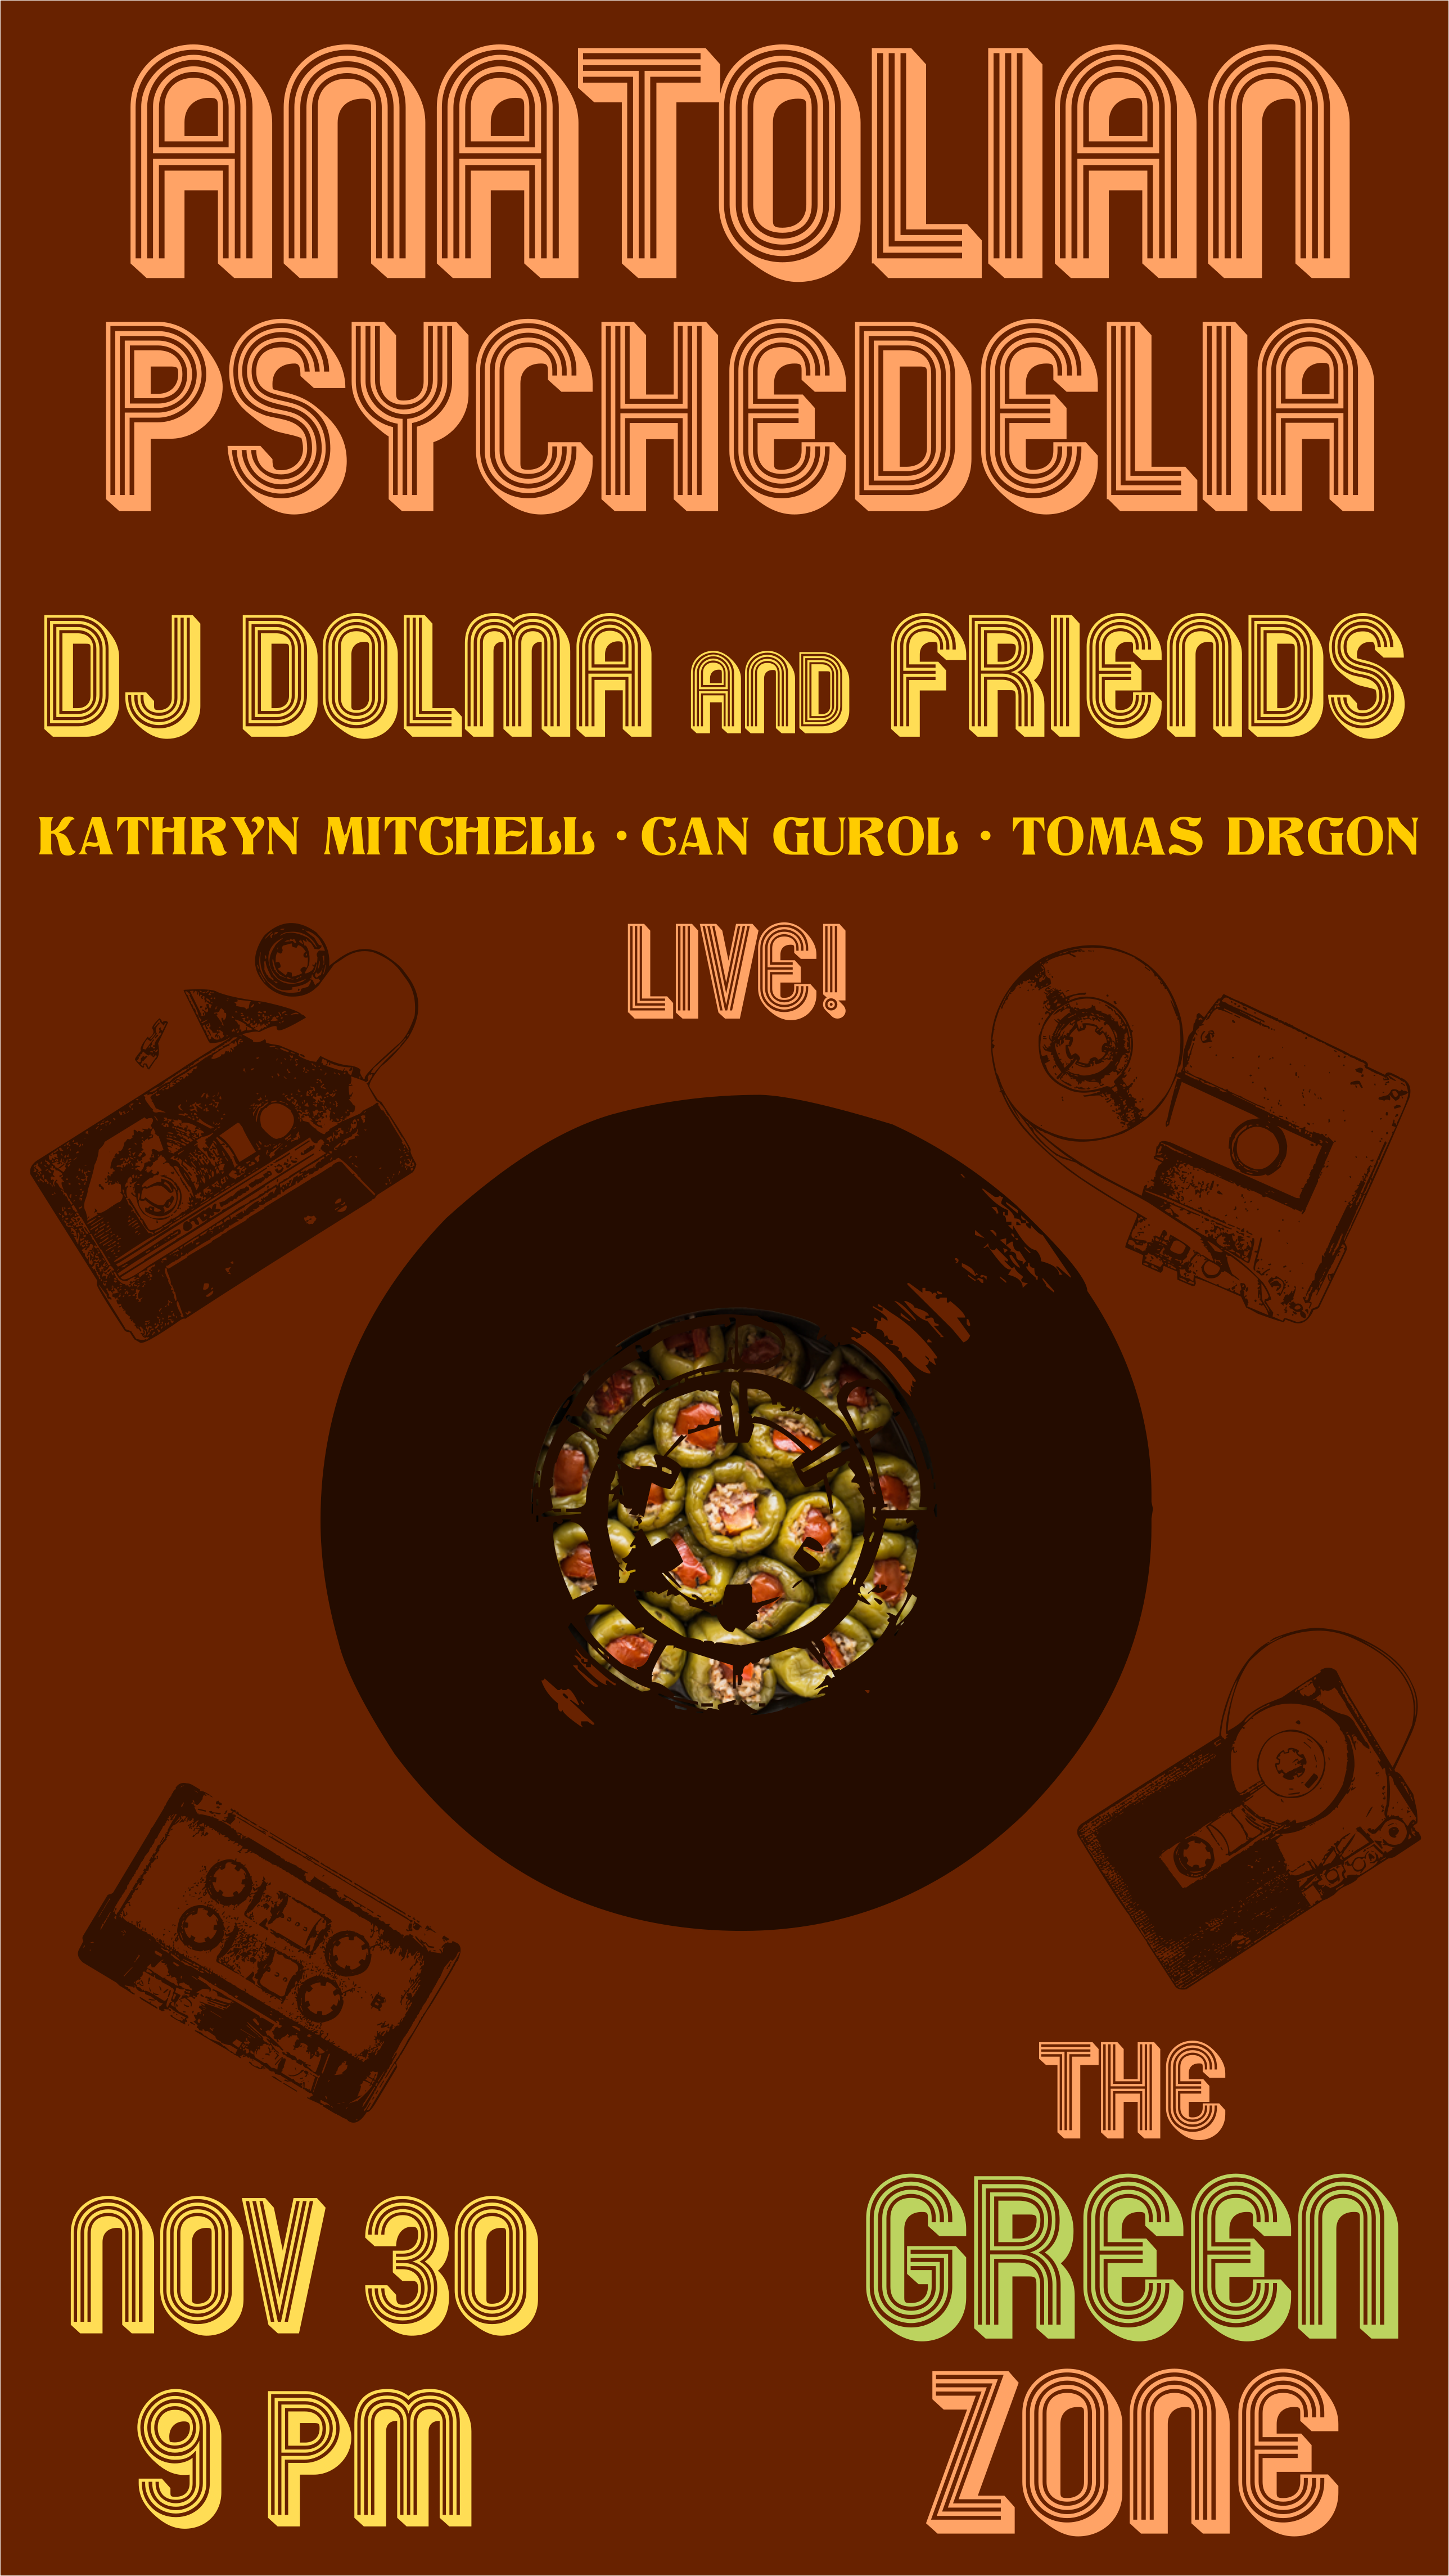 ANATOLIAN
PSYCHEDELIA
DJ DOLMA AND FRIENDS
KATHRYN MITCHELL · CAN GUROL · TOMAS DRGON
LIVE!
TDK
B
THE
GREEN
ZONE
NOV 30
9 PM